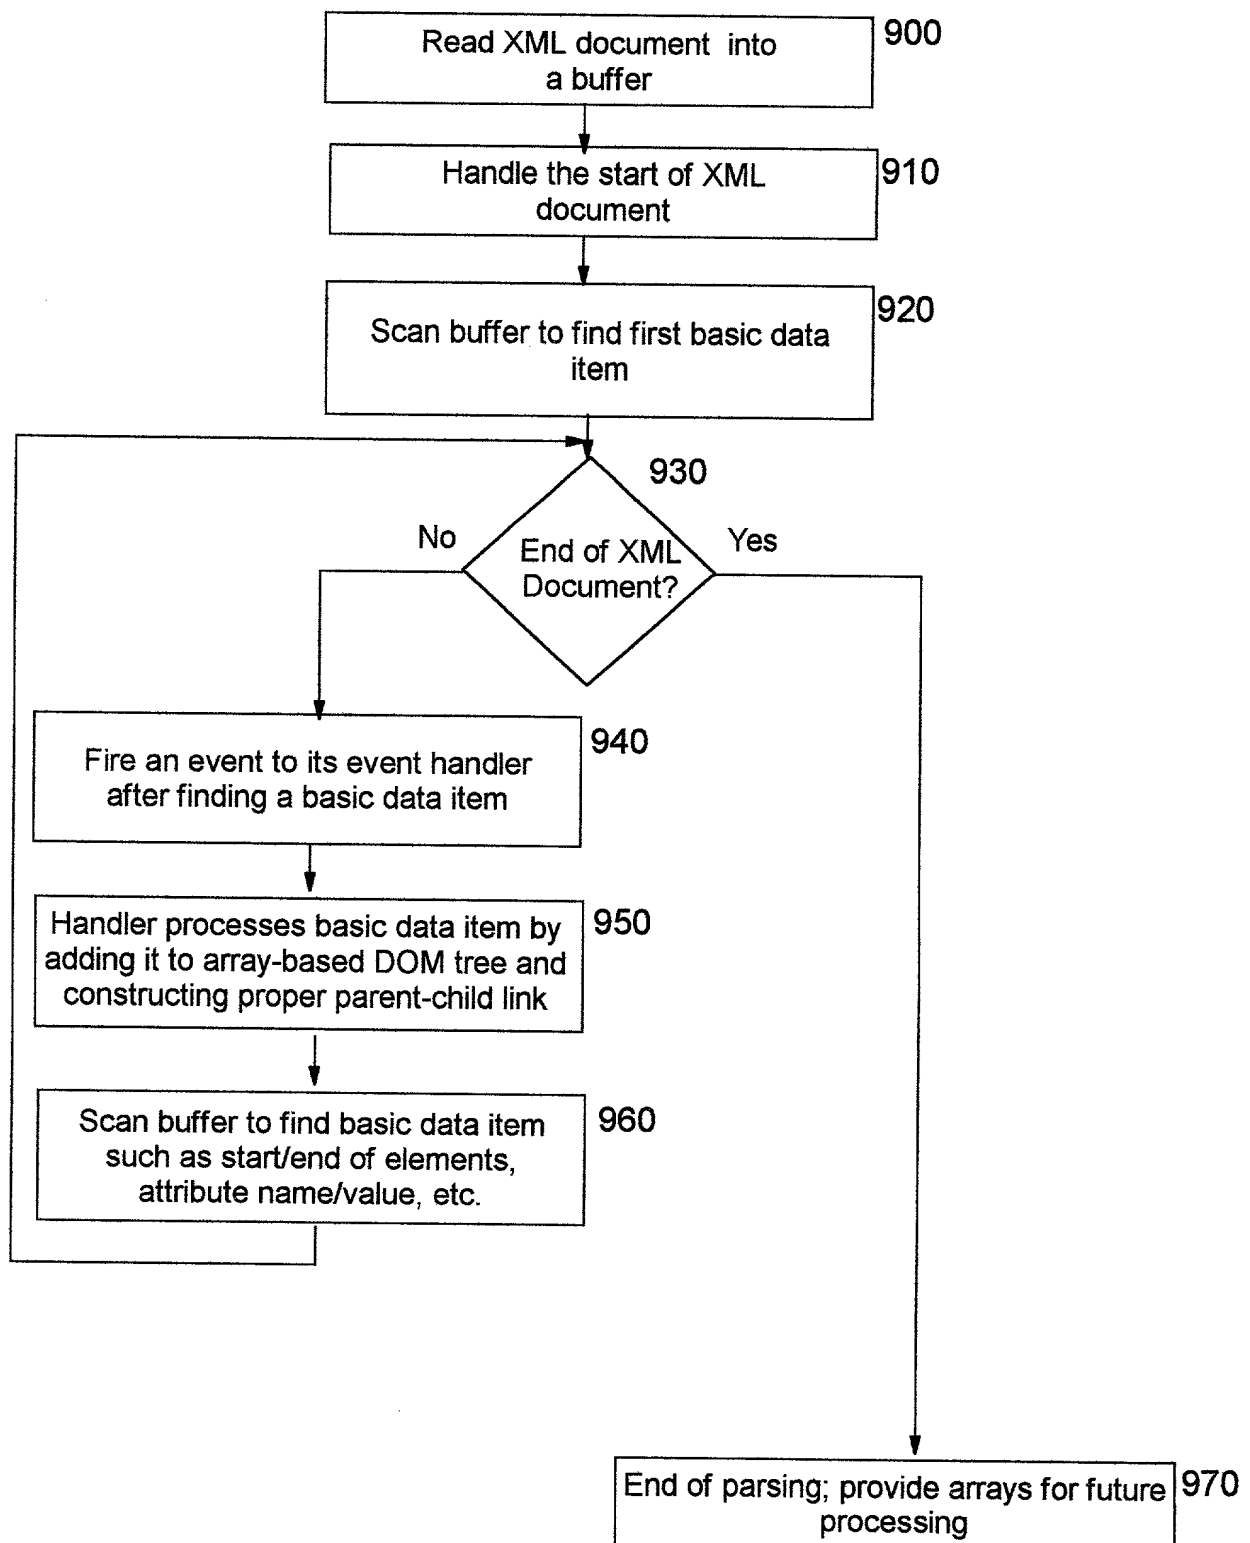 Read XML document into
a buffer
900
Handle the start of XML
document
910
Scan buffer to find first basic data
item
920
930
No
End of XML
Document?
Yes
Fire an event to its event handler
after finding a basic data item
940
Handler processes basic data item by
adding it to array-based DOM tree and
constructing proper parent-child link
950
Scan buffer to find basic data item
such as start/end of elements,
attribute name/value, etc.
960
End of parsing; provide arrays for future
processing
970